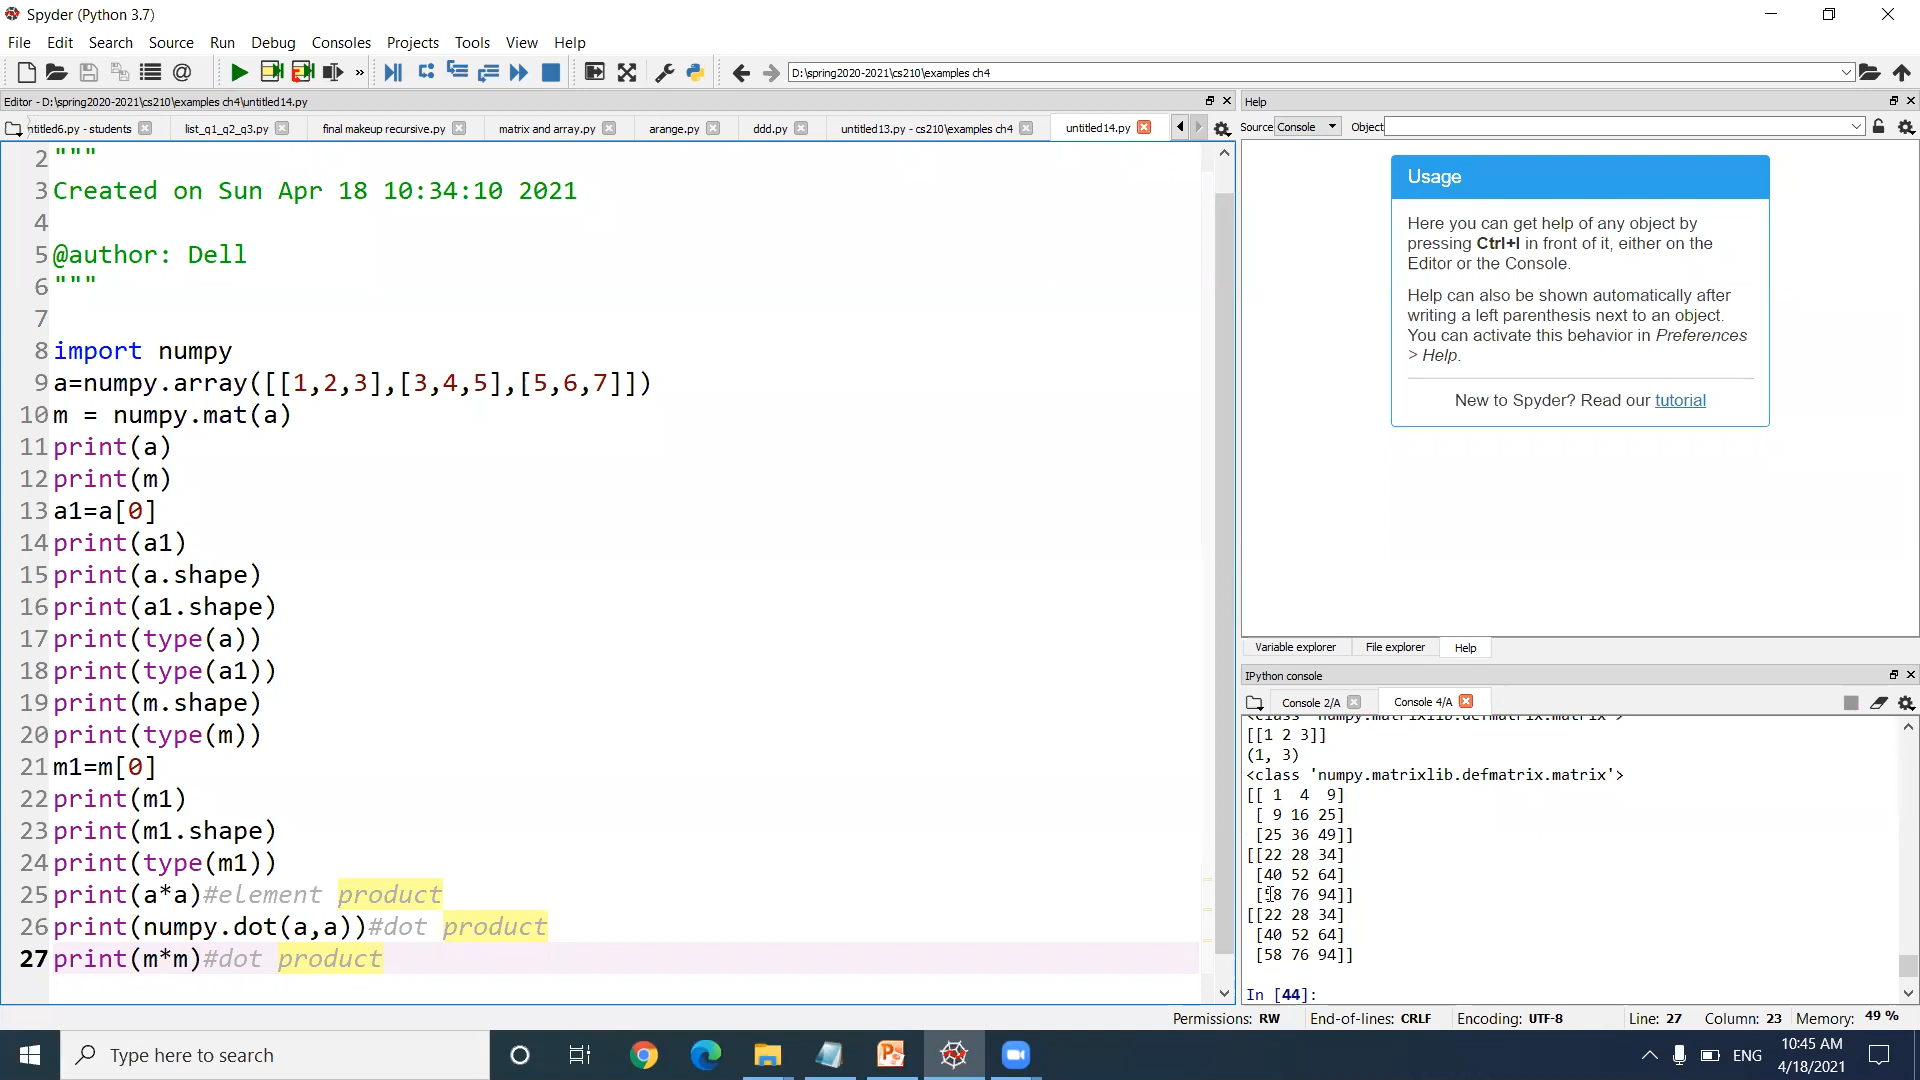 Spyder (Python 3.7)
File Edit Search Source Run Debug Consoles Projects Tools View Help
D:\spring2020-2021\cs210\examples ch4
Editor - D:\spring2020-2021\cs210\examples ch4\untitled14.py
Help
ntitled6.py - students list_q1_q2_q3.py final makeup recursive.py matrix and array.py arange.py ddd.py untitled13.py - cs210\examples ch4 untitled14.py
Source Console Object
2 """
3 Created on Sun Apr 18 10:34:10 2021
4
5 @author: Dell
6 """
7
8 import numpy
9 a=numpy.array([[1,2,3],[3,4,5],[5,6,7]])
10 m = numpy.mat(a)
11 print(a)
12 print(m)
13 a1=a[0]
14 print(a1)
15 print(a.shape)
16 print(a1.shape)
17 print(type(a))
18 print(type(a1))
19 print(m.shape)
20 print(type(m))
21 m1=m[0]
22 print(m1)
23 print(m1.shape)
24 print(type(m1))
25 print(a*a)#element product
26 print(numpy.dot(a,a))#dot product
27 print(m*m)#dot product
Usage
Here you can get help of any object by
pressing Ctrl+I in front of it, either on the
Editor or the Console.
Help can also be shown automatically after
writing a left parenthesis next to an object.
You can activate this behavior in Preferences
> Help.
New to Spyder? Read our tutorial
Variable explorer File explorer Help
IPython console
Console 2/A Console 4/A
<class 'numpy.matrixlib.defmatrix.matrix'>
[[1 2 3]]
(1, 3)
<class 'numpy.matrixlib.defmatrix.matrix'>
[[ 1  4  9]
 [ 9 16 25]
 [25 36 49]]
[[22 28 34]
 [40 52 64]
 [58 76 94]]
[[22 28 34]
 [40 52 64]
 [58 76 94]]
In [44]:
Permissions: RW End-of-lines: CRLF Encoding: UTF-8 Line: 27 Column: 23 Memory: 49 %
Type here to search
ENG
10:45 AM
4/18/2021